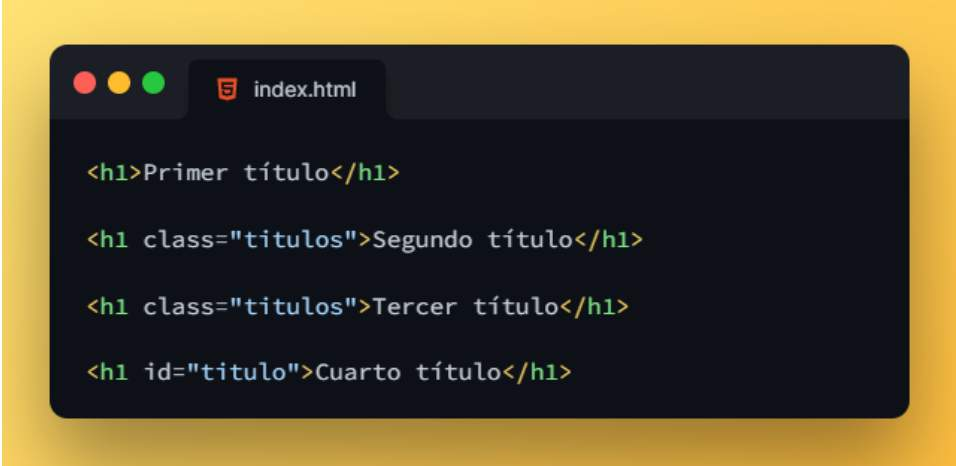 index.html
<h1>Primer título</h1>
<h1 class="titulos">Segundo título</h1>
<h1 class="titulos">Tercer título</h1>
<h1 id="titulo">Cuarto título</h1>